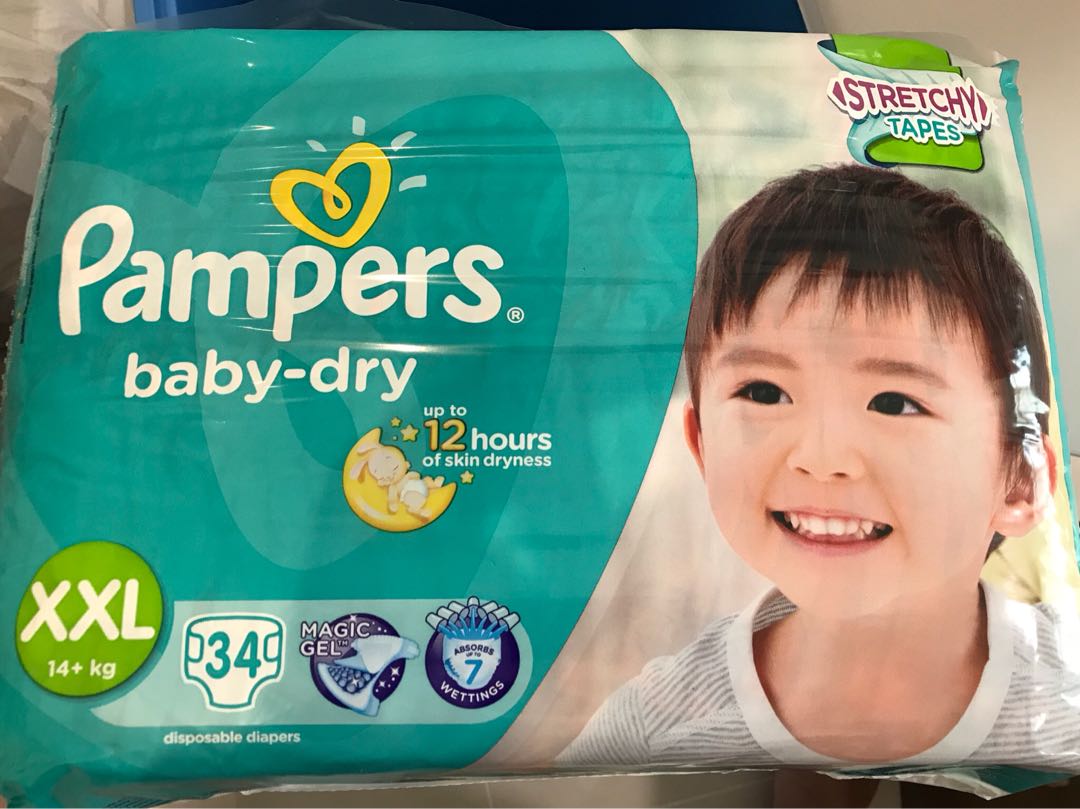 STRETCHY
TAPES
Pampers®
baby-dry
up to
12 hours
of skin dryness
XXL
14+ kg
34
MAGIC
GEL™
ABSORBS
UP TO
7
WETTINGS
disposable diapers